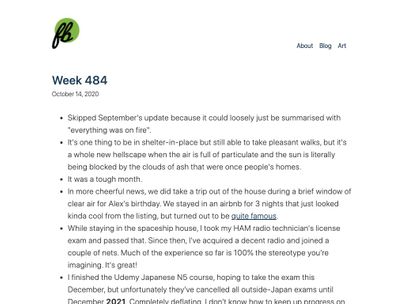 fb.
About Blog Art
Week 484
October 14, 2020
• Skipped September's update because it could loosely just be summarised with
"everything was on fire".
• It's one thing to be in shelter-in-place but still able to take pleasant walks, but it's
a whole new hellscape when the air is full of particulate and the sun is literally
being blocked by the clouds of ash that were once people's homes.
• It was a tough month.
• In more cheerful news, we did take a trip out of the house during a brief window of
clear air for Alex's birthday. We stayed in an airbnb for 3 nights that just looked
kinda cool from the listing, but turned out to be quite famous.
• While staying in the spaceship house, I took my HAM radio technician's license
exam and passed that. Since then, I've acquired a decent radio and joined a
couple of nets. Much of the experience so far is 100% the stereotype you're
imagining. It's great!
• I finished the Udemy Japanese N5 course, hoping to take the exam this
December, but unfortunately they've cancelled all outside-Japan exams until
December 2021. Completely deflating. I don't know how to keep up progress on